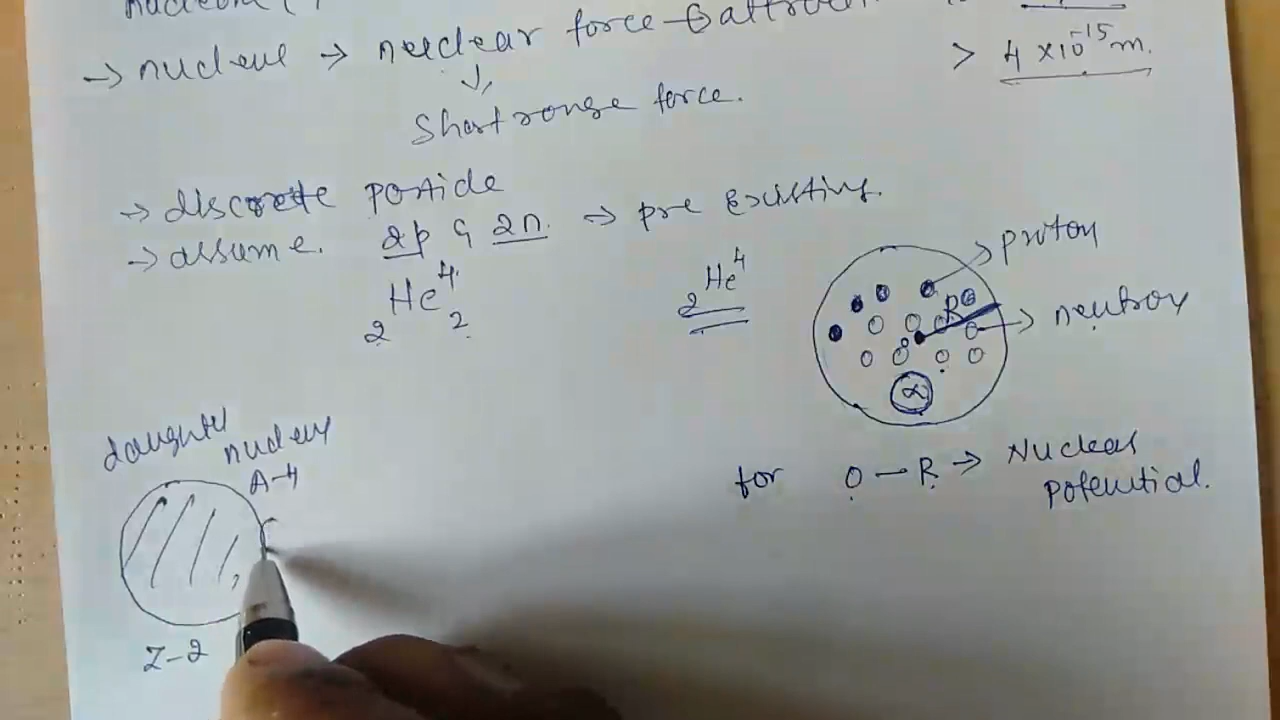 → nucleus → nuclear force → attract
> 4 × 10⁻¹⁵ m.
↓
Short range force.
→ discrete particle
→ assume. 2p & 2n. → pre existing.
₂He⁴₂
₂He⁴
proton
R
neutron
α
daughter nucleus
A-4
Z-2
for 0 — R → Nuclear
potential.